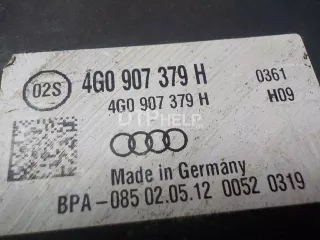 02S 4G0 907 379 H 0361
4G0 907 379 H H09
OTPHELP
Made in Germany
BPA-085 02.05.12 0052 0319